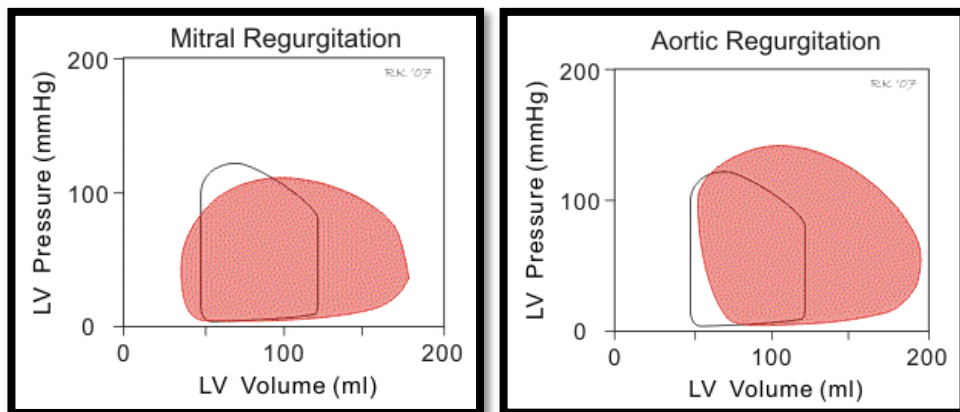 Mitral Regurgitation
RK '07
200
100
0
LV Pressure (mmHg)
0
100
200
LV Volume (ml)
Aortic Regurgitation
RK '07
200
100
0
LV Pressure (mmHg)
0
100
200
LV Volume (ml)